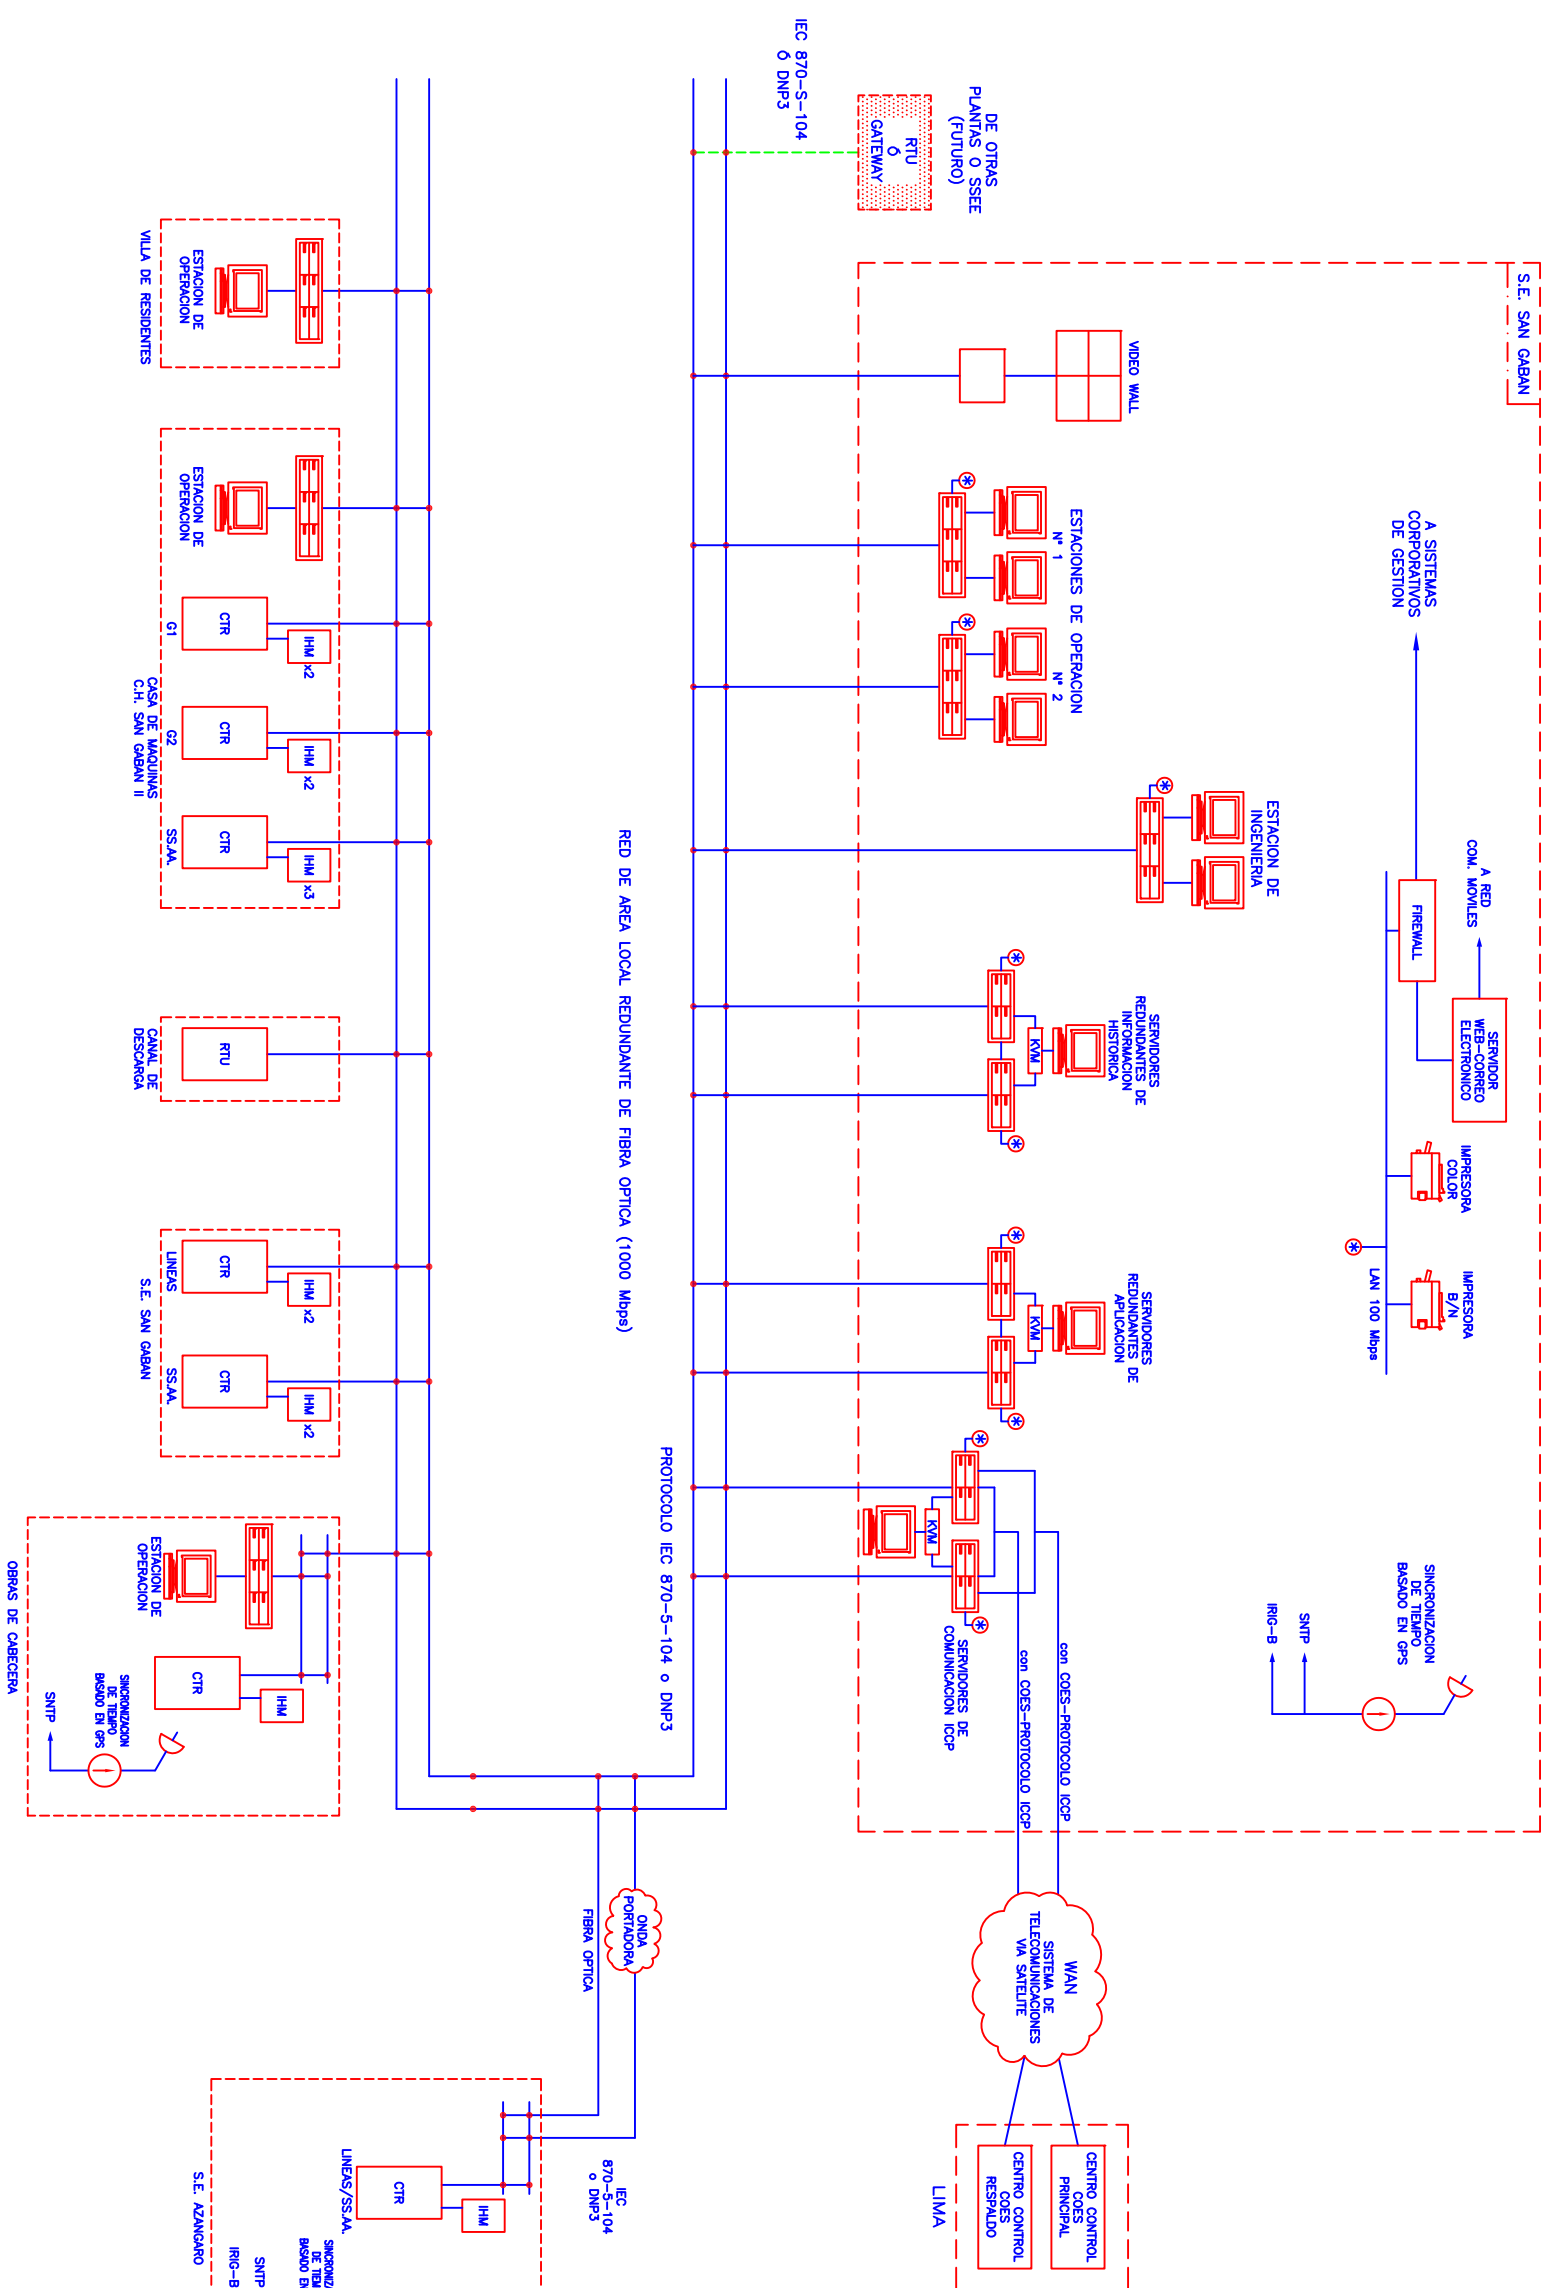 S.E. SAN GABAN
A SISTEMAS
CORPORATIVOS
DE GESTION
A RED
COM. MOVILES
FIREWALL
SERVIDOR
WEB-CORREO
ELECTRONICO
IMPRESORA
COLOR
IMPRESORA
B/N
LAN 100 Mbps
SINCRONIZACION
DE TIEMPO
BASADO EN GPS
SNTP
IRIG-B
VIDEO WALL
ESTACIONES DE OPERACION
N° 1
N° 2
ESTACION DE
INGENIERIA
SERVIDORES
REDUNDANTES DE
INFORMACION
HISTORICA
KVM
SERVIDORES
REDUNDANTES DE
APLICACION
KVM
KVM
SERVIDORES DE
COMUNICACION ICCP
con COES-PROTOCOLO ICCP
con COES-PROTOCOLO ICCP
WAN
SISTEMA DE
TELECOMUNICACIONES
VIA SATELITE
CENTRO CONTROL
COES
PRINCIPAL
CENTRO CONTROL
COES
RESPALDO
LIMA
DE OTRAS
PLANTAS O SSEE
(FUTURO)
RTU
ó
GATEWAY
IEC 870-S-104
ó DNP3
RED DE AREA LOCAL REDUNDANTE DE FIBRA OPTICA (1000 Mbps)
PROTOCOLO IEC 870-5-104 o DNP3
ONDA
PORTADORA
FIBRA OPTICA
IEC
870-5-104
o DNP3
ESTACION DE
OPERACION
VILLA DE RESIDENTES
ESTACION DE
OPERACION
CTR
IHM x2
G1
CTR
IHM x2
G2
CTR
IHM x3
SS.AA.
CASA DE MAQUINAS
C.H. SAN GABAN II
RTU
CANAL DE
DESCARGA
CTR
IHM x2
LINEAS
CTR
IHM x2
SS.AA.
S.E. SAN GABAN
ESTACION DE
OPERACION
CTR
IHM
SINCRONIZACION
DE TIEMPO
BASADO EN GPS
SNTP
OBRAS DE CABECERA
CTR
IHM
LINEAS/SS.AA.
SINCRONIZA
DE TIEM
BASADO EN
SNTP
IRIG-B
S.E. AZANGARO